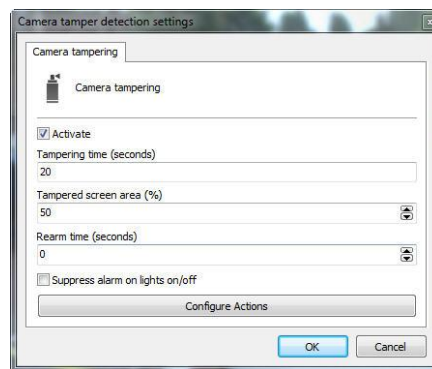 Camera tamper detection settings
Camera tampering
Camera tampering
Activate
Tampering time (seconds)
20
Tampered screen area (%)
50
Rearm time (seconds)
0
Suppress alarm on lights on/off
Configure Actions
OK Cancel